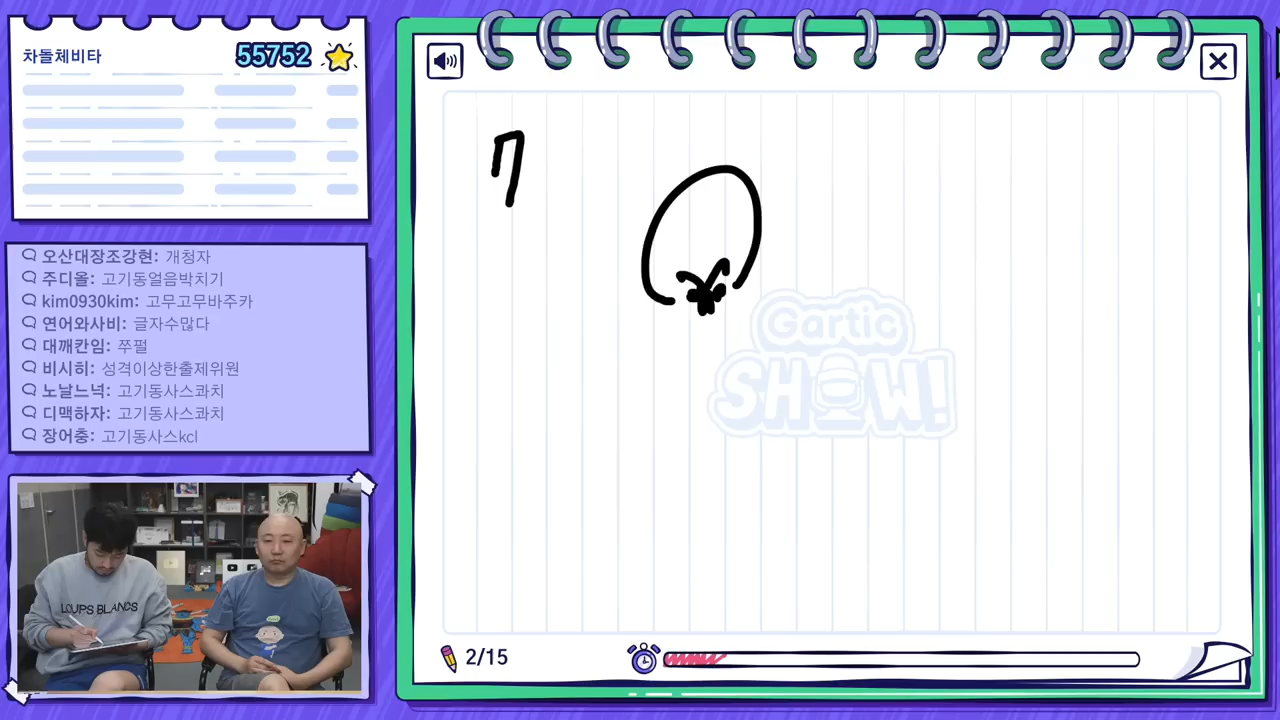 차돌체비타 55752
오산대장조강현: 개청자
주디올: 고기동얼음박치기
kim0930kim: 고무고무바주카
연어와사비: 글자수많다
대깨칸임: 쭈펄
비시히: 성격이상한출제위원
노날느넉: 고기동사스콰치
디맥하자: 고기동사스콰치
장어충: 고기동사스kcl
7
Gartic
SHOW!
LOUPS BLANCS
2/15